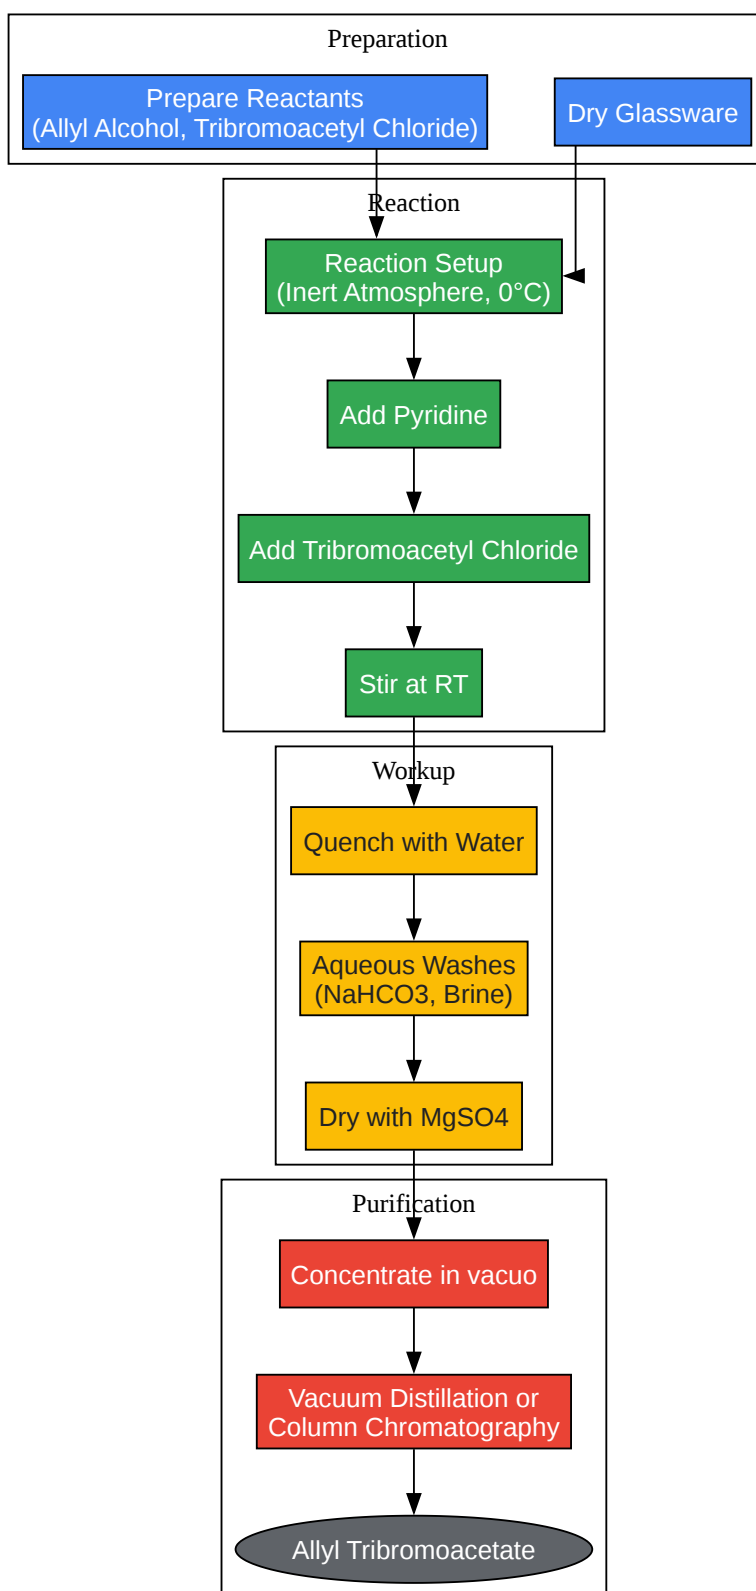 Preparation
Prepare Reactants
(Allyl Alcohol, Tribromoacetyl Chloride)
Dry Glassware
Reaction
Reaction Setup
(Inert Atmosphere, 0°C)
Add Pyridine
Add Tribromoacetyl Chloride
Stir at RT
Workup
Quench with Water
Aqueous Washes
(NaHCO3, Brine)
Dry with MgSO4
Purification
Concentrate in vacuo
Vacuum Distillation or
Column Chromatography
Allyl Tribromoacetate